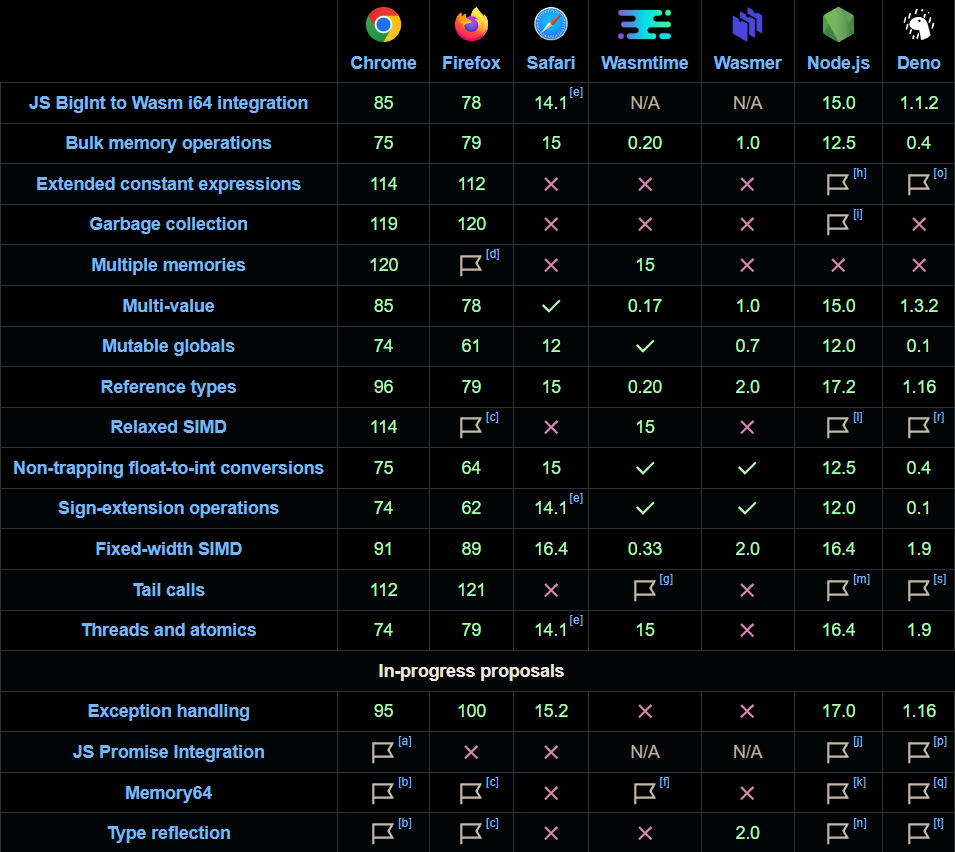 Chrome Firefox Safari Wasmtime Wasmer Node.js Deno
JS BigInt to Wasm i64 integration 85 78 14.1[e] N/A N/A 15.0 1.1.2
Bulk memory operations 75 79 15 0.20 1.0 12.5 0.4
Extended constant expressions 114 112 [h] [o]
Garbage collection 119 120 [i]
Multiple memories 120 [d] 15
Multi-value 85 78 0.17 1.0 15.0 1.3.2
Mutable globals 74 61 12 0.7 12.0 0.1
Reference types 96 79 15 0.20 2.0 17.2 1.16
Relaxed SIMD 114 [c] 15 [l] [r]
Non-trapping float-to-int conversions 75 64 15 12.5 0.4
Sign-extension operations 74 62 14.1[e] 12.0 0.1
Fixed-width SIMD 91 89 16.4 0.33 2.0 16.4 1.9
Tail calls 112 121 [g] [m] [s]
Threads and atomics 74 79 14.1[e] 15 16.4 1.9
In-progress proposals
Exception handling 95 100 15.2 17.0 1.16
JS Promise Integration [a] N/A N/A [j] [p]
Memory64 [b] [c] [f] [k] [q]
Type reflection [b] [c] 2.0 [n] [t]